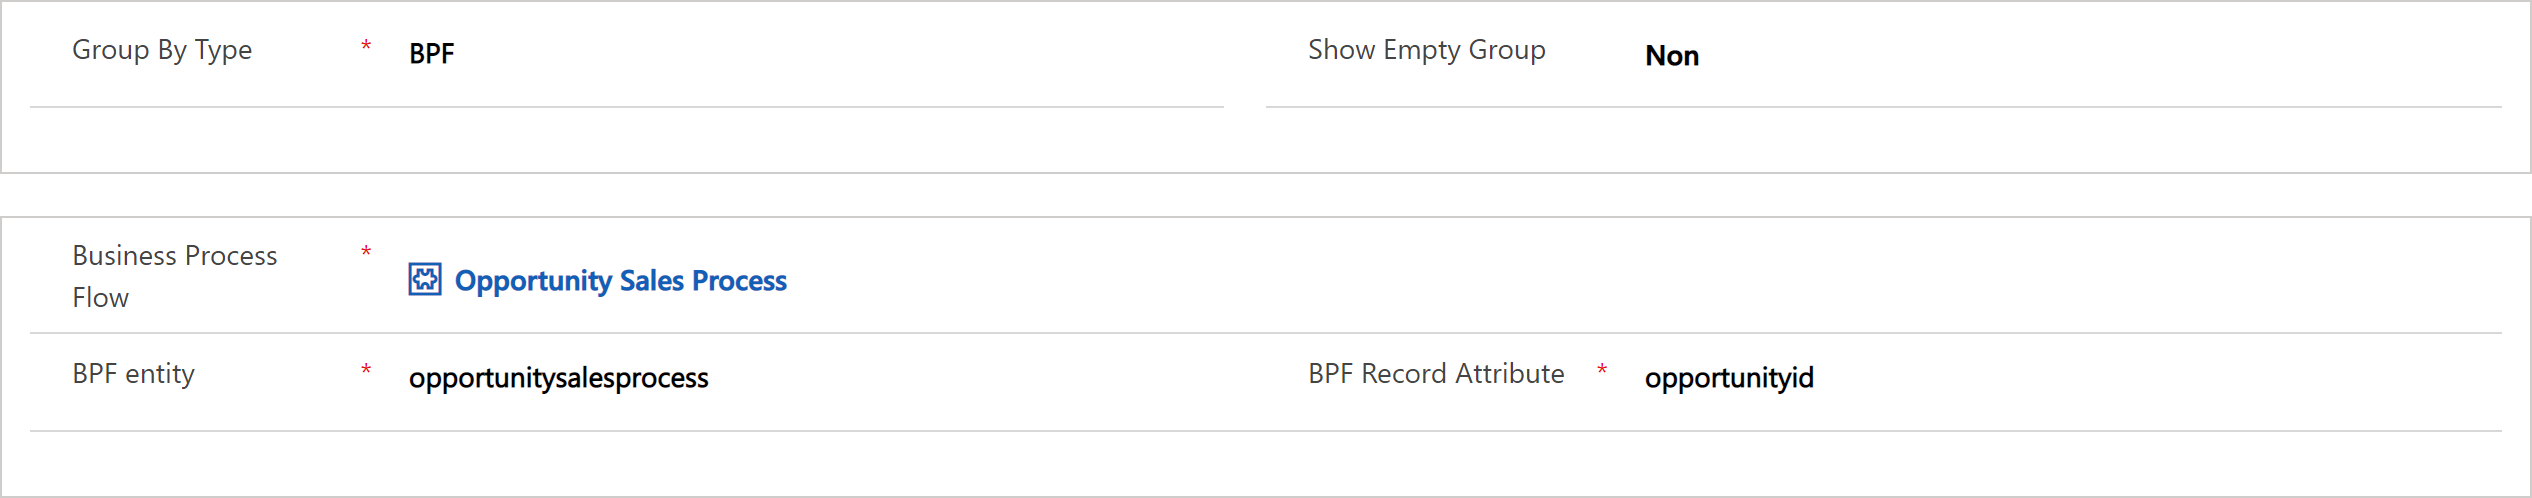 Group By Type * BPF Show Empty Group Non
Business Process * 
Flow
Opportunity Sales Process
BPF entity * opportunitysalesprocess BPF Record Attribute * opportunityid